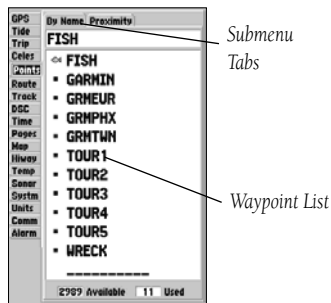 GPS
Tide
Trip
Celes
Points
Route
Track
DSC
Time
Pages
Map
Hiway
Temp
Sonar
Systm
Units
Comm
Alarm
By Name Proximity
FISH
FISH
GARMIN
GRMEUR
GRMPHX
GRMTWN
TOUR1
TOUR2
TOUR3
TOUR4
TOUR5
WRECK
__________
2989 Available 11 Used
Submenu
Tabs
Waypoint List